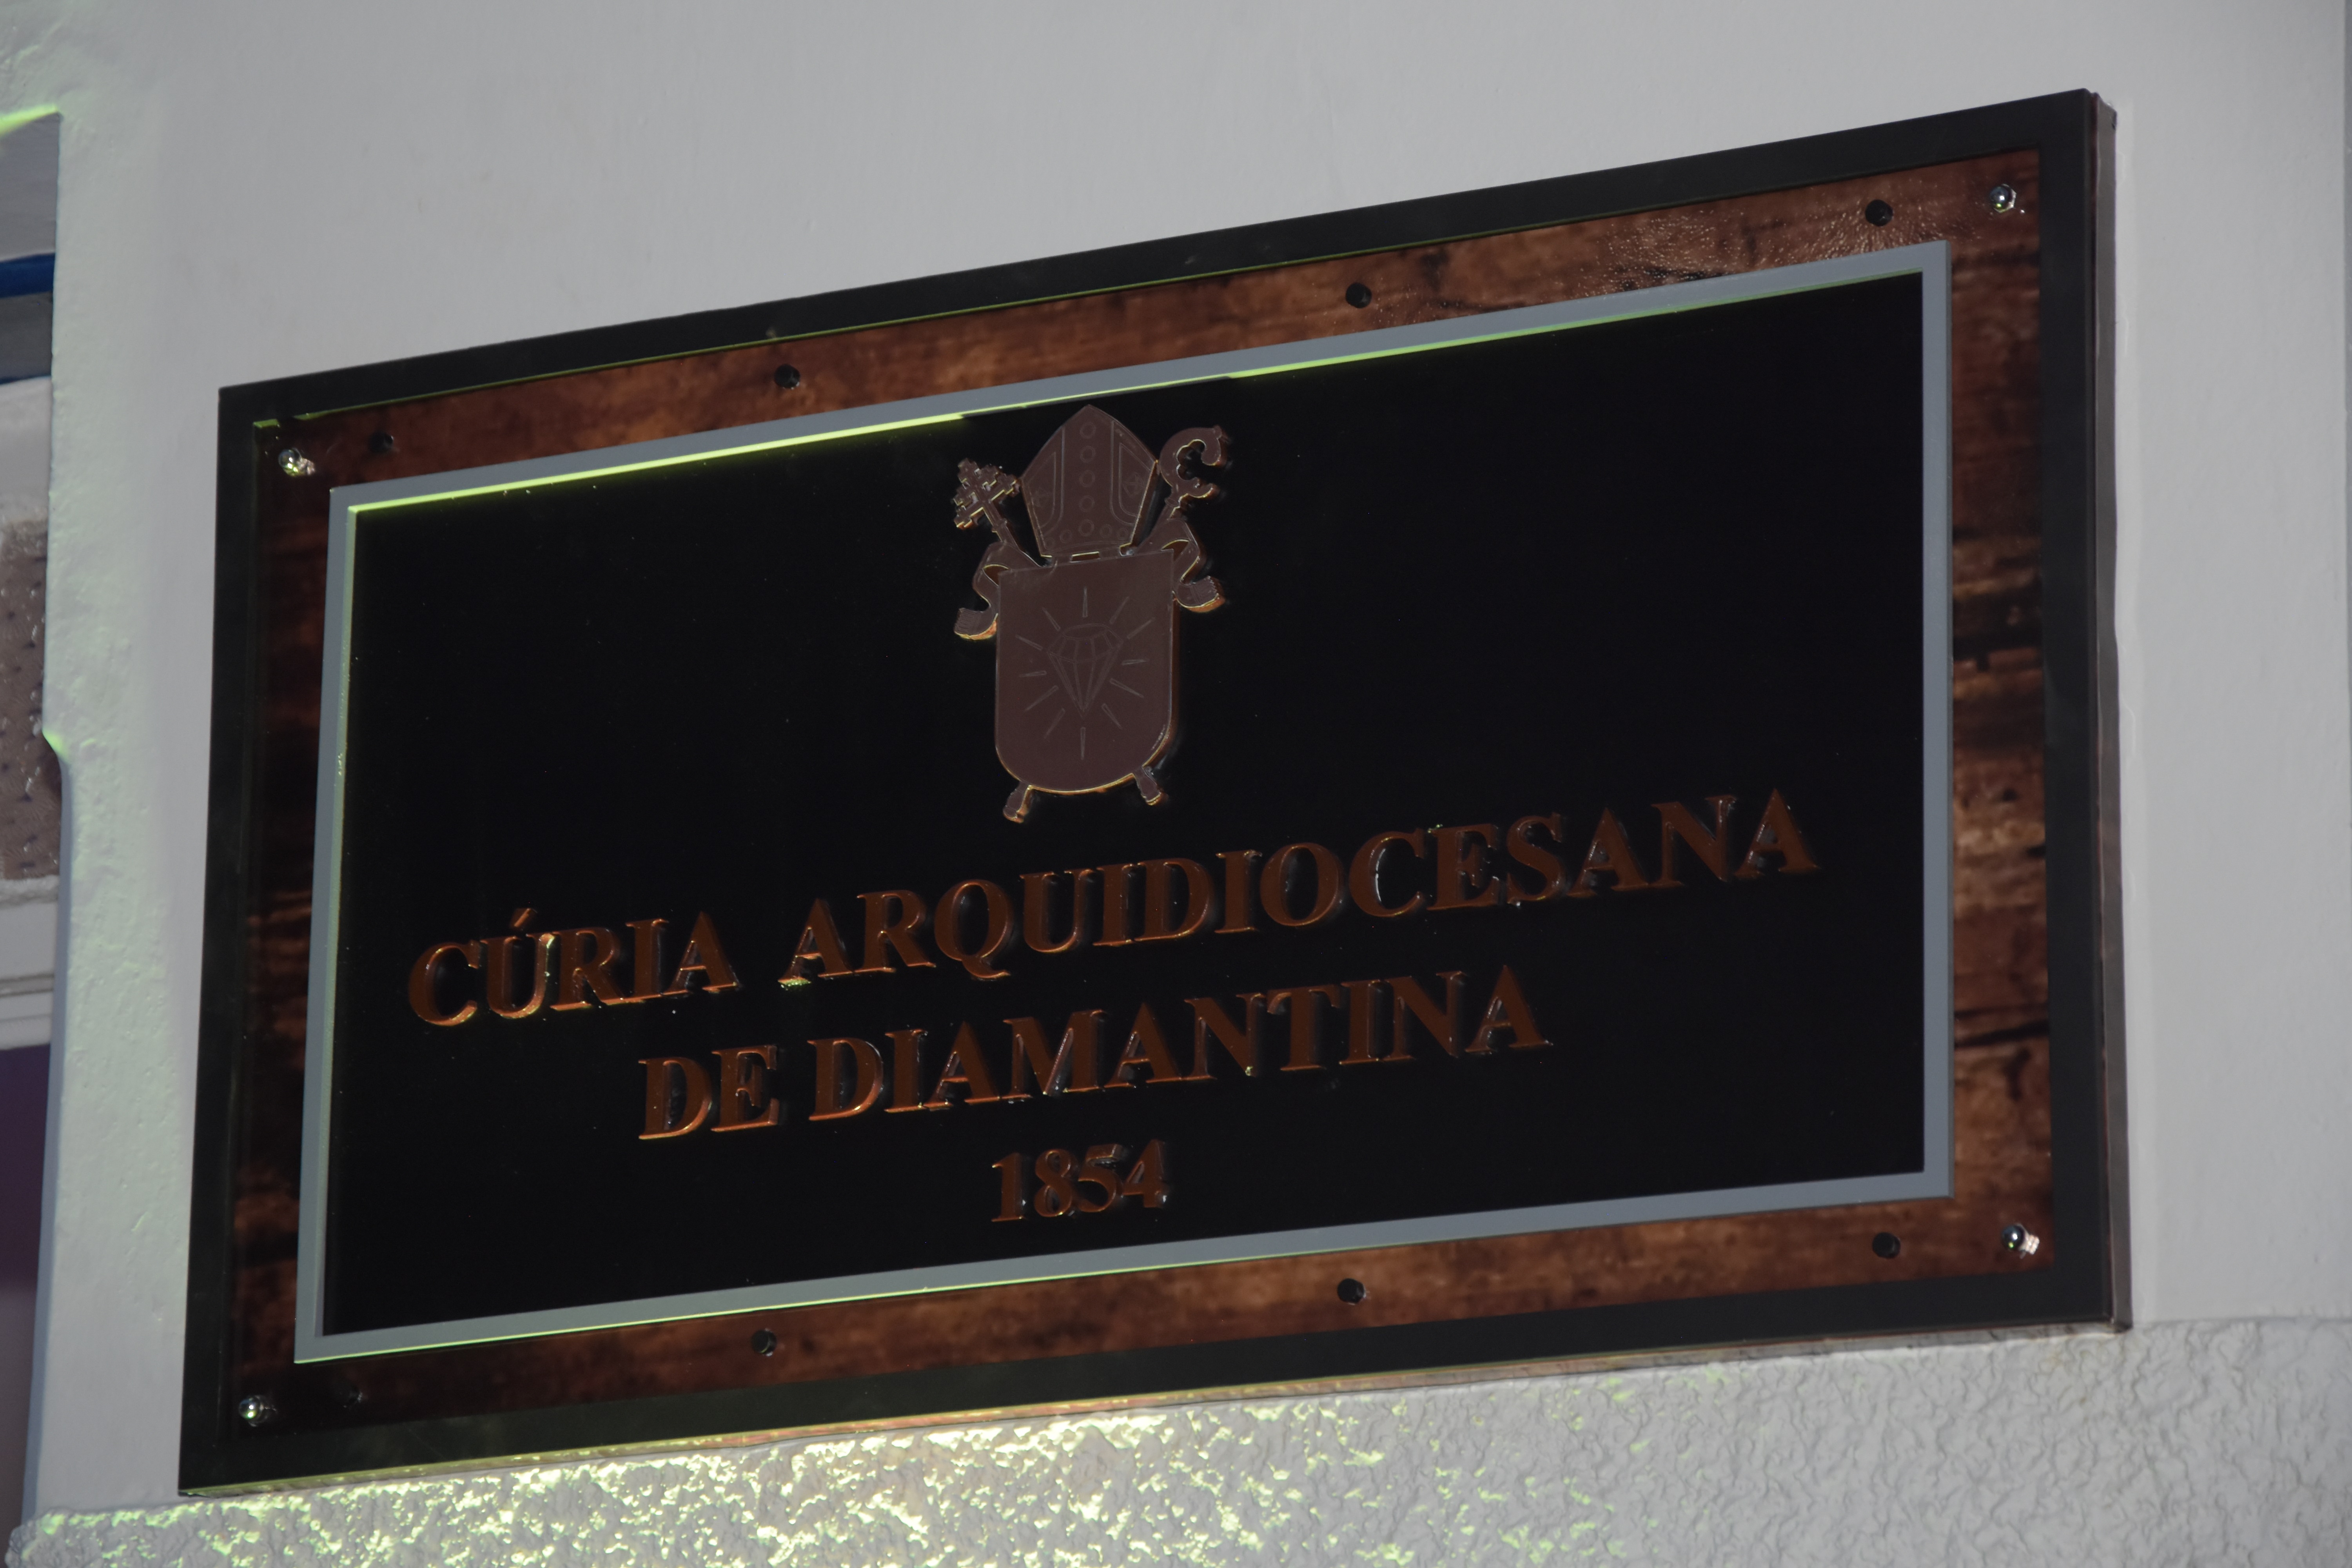 CÚRIA ARQUIDIOCESANA
DE DIAMANTINA
1854